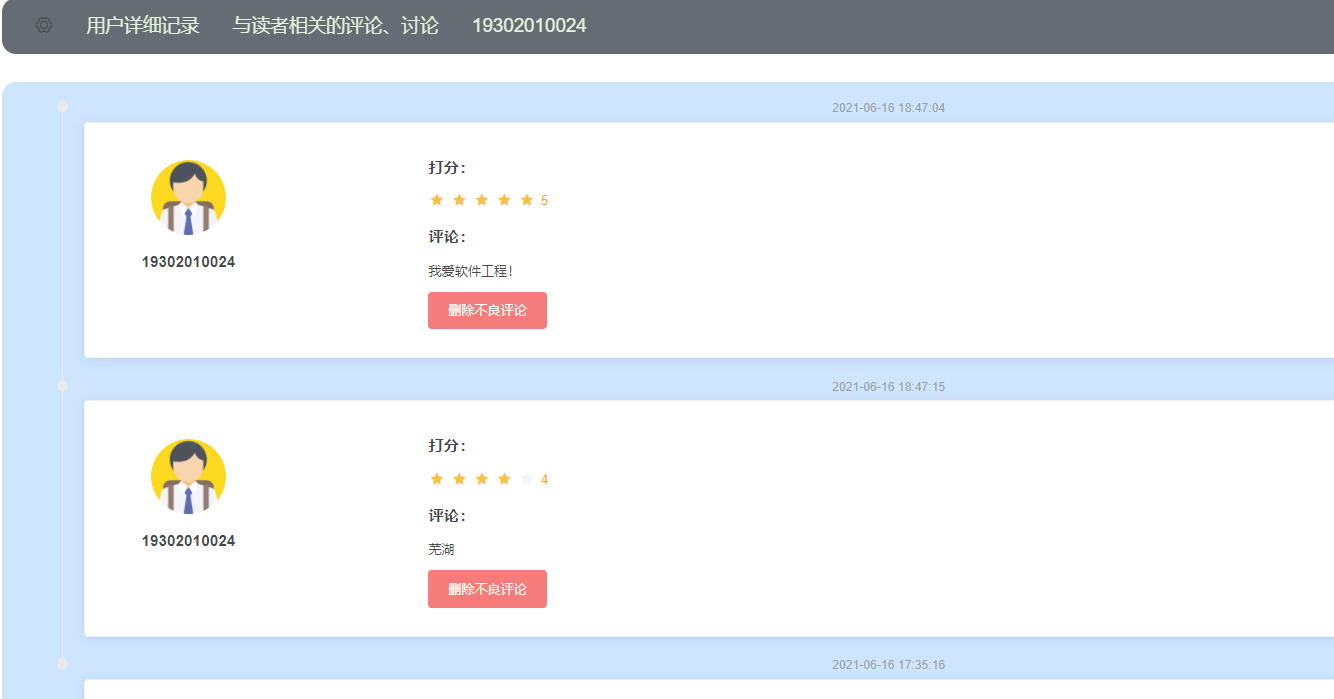 用户详细记录 与读者相关的评论、讨论 19302010024
2021-06-16 18:47:04
打分：
5
评论：
19302010024
我爱软件工程！
删除不良评论
2021-06-16 18:47:15
打分：
4
评论：
19302010024
芜湖
删除不良评论
2021-06-16 17:35:16